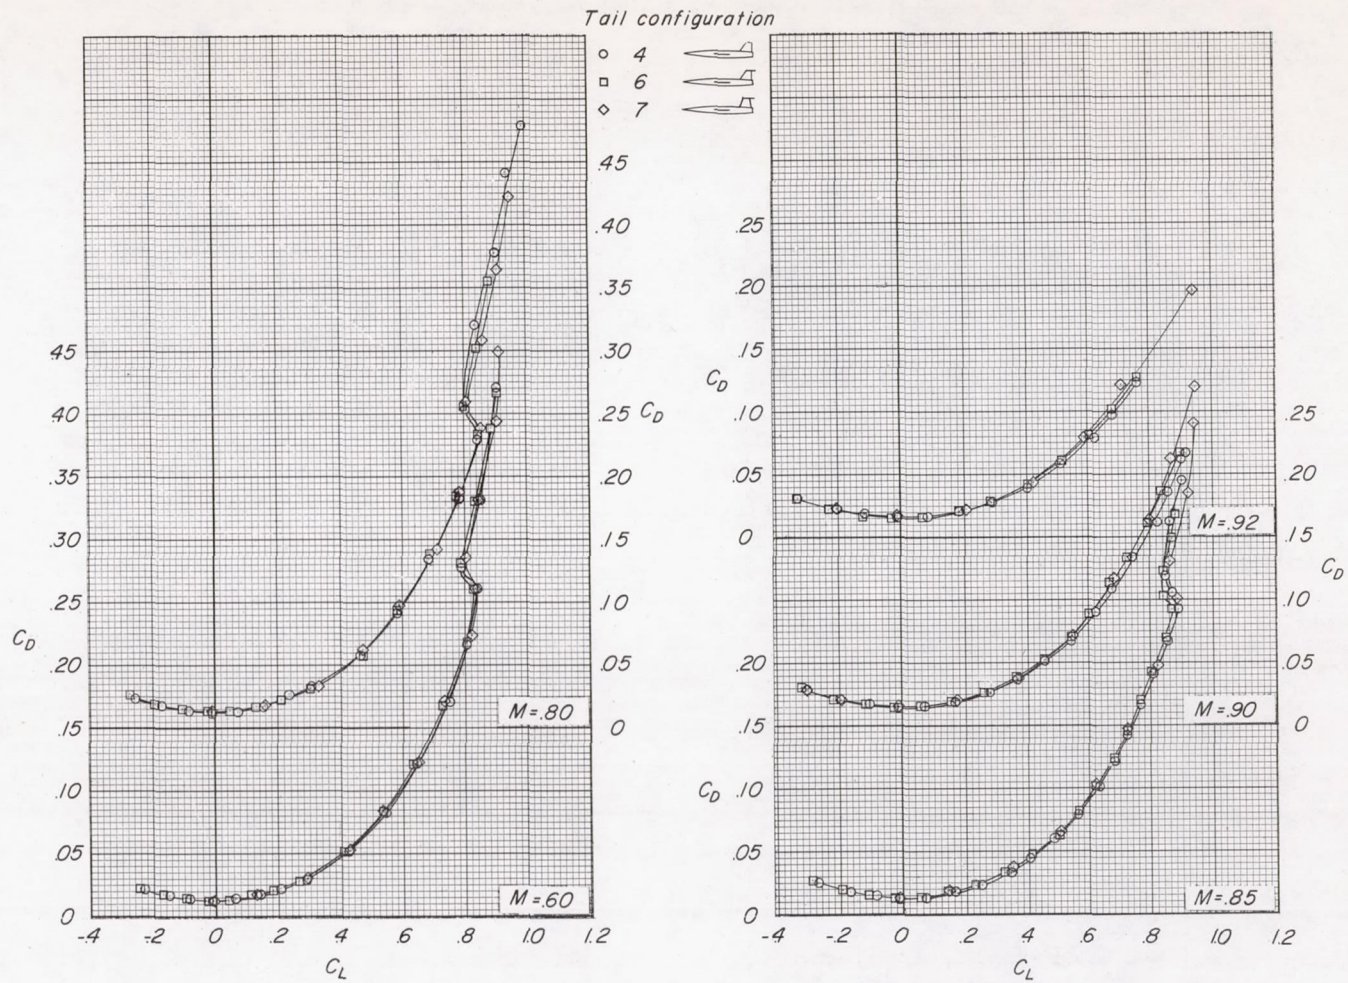 Tail configuration
4
6
7
.45
.40
.35
.30
.25 C_D
.20
.15
.10
.05
0
45
.40
.35
.30
.25
C_D
.20
.15
.10
.05
0
M=.80
M=.60
-.4 -.2 0 .2 .4 .6 .8 1.0 1.2
C_L
.25
.20
.15
C_D
.10
.05
0
M=.92
.25
.20
.15
C_D
.10
.05
0
M=.90
.20
.15
C_D
.10
.05
0
M=.85
-.4 -.2 0 .2 .4 .6 .8 1.0 1.2
C_L